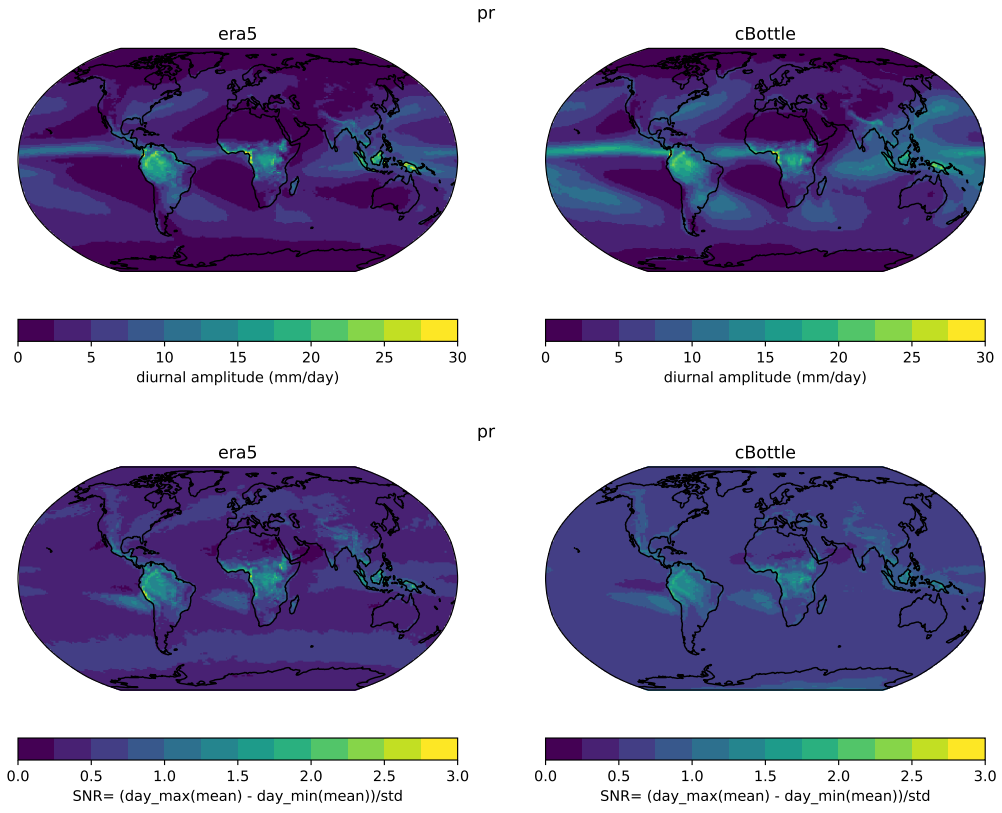 pr
era5
cBottle
0 5 10 15 20 25 30
0 5 10 15 20 25 30
diurnal amplitude (mm/day)
diurnal amplitude (mm/day)
pr
era5
cBottle
0.0 0.5 1.0 1.5 2.0 2.5 3.0
0.0 0.5 1.0 1.5 2.0 2.5 3.0
SNR= (day_max(mean) - day_min(mean))/std
SNR= (day_max(mean) - day_min(mean))/std